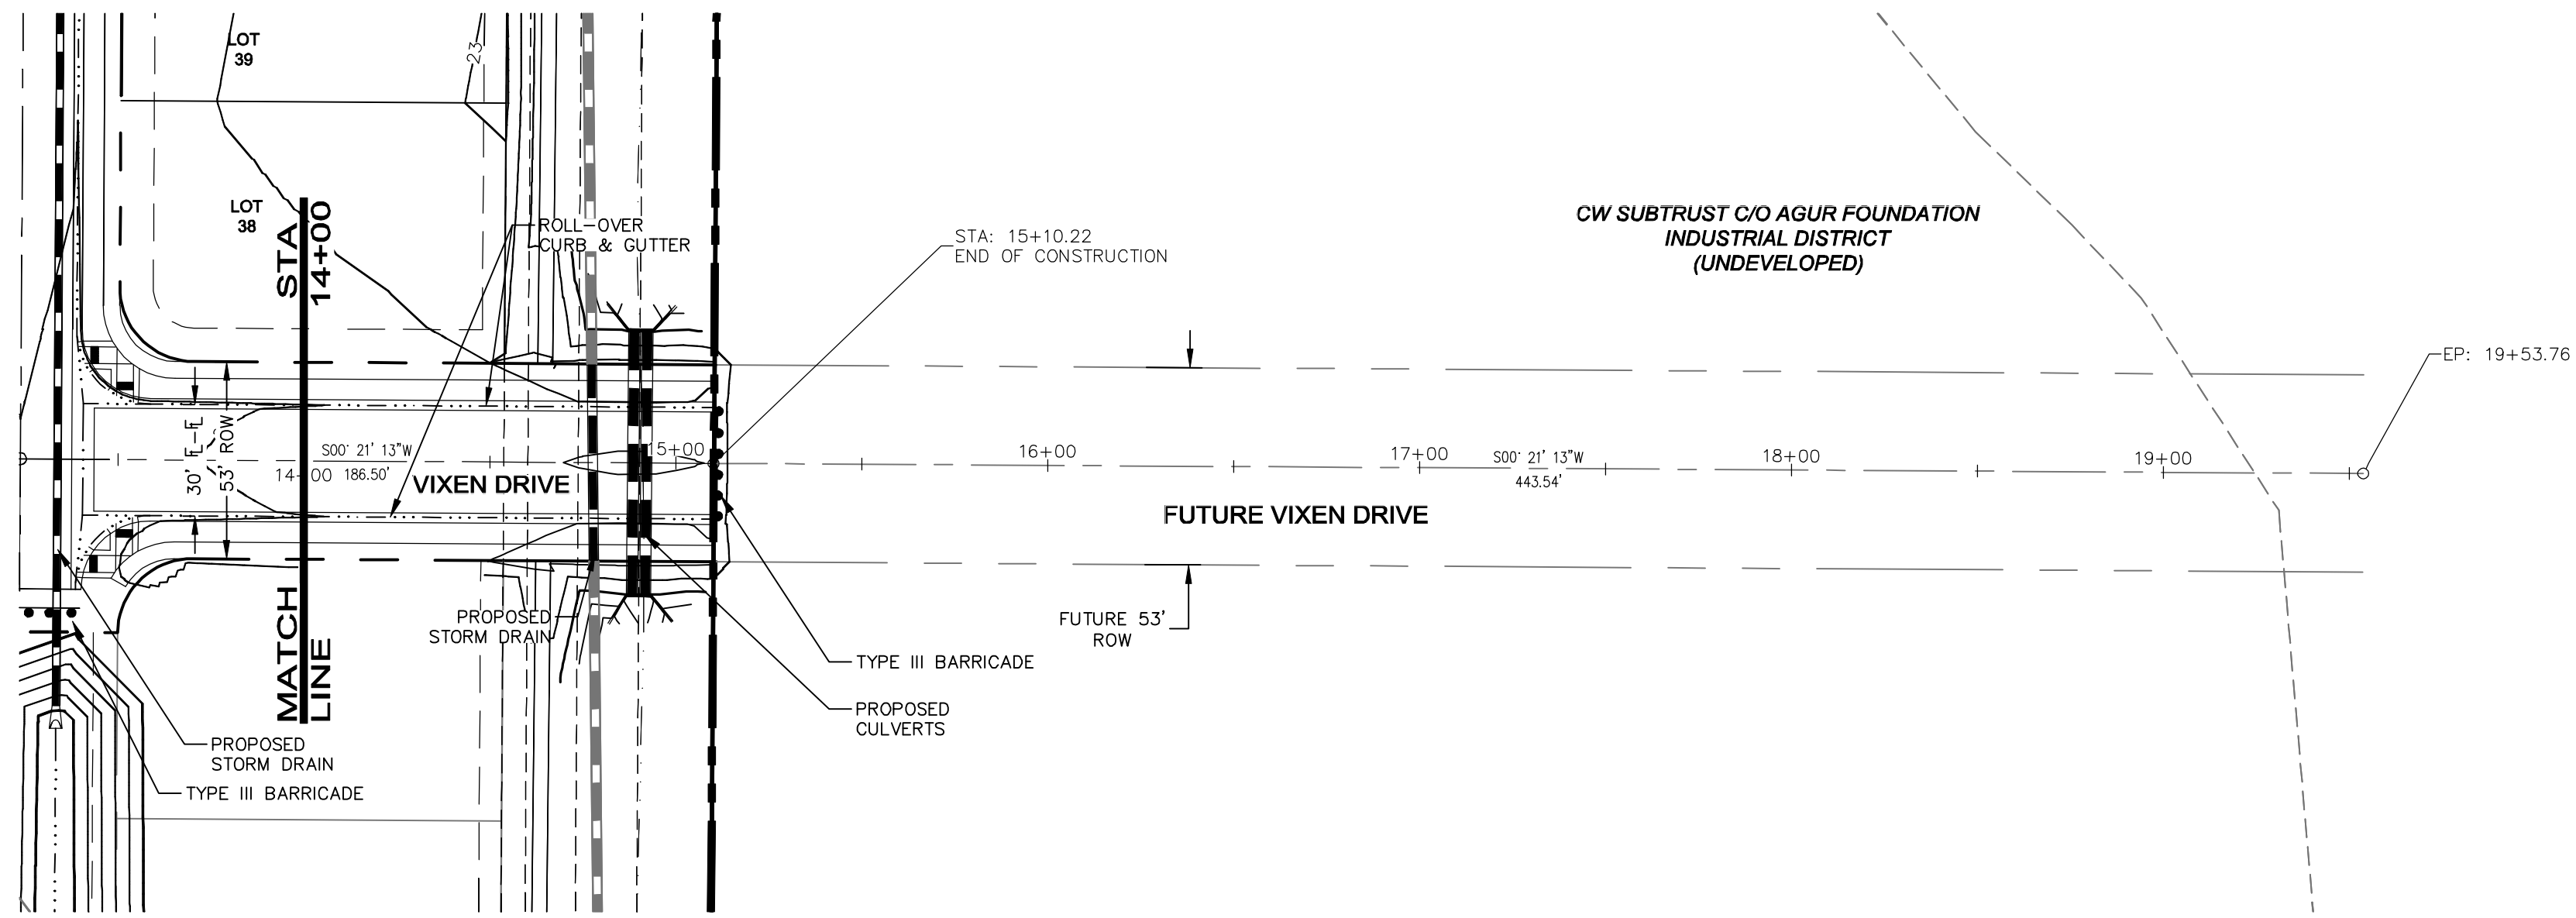 LOT
39
23
LOT
38
STA
14+00
ROLL-OVER
CURB & GUTTER
STA: 15+10.22
END OF CONSTRUCTION
CW SUBTRUST C/O AGUR FOUNDATION
INDUSTRIAL DISTRICT
(UNDEVELOPED)
EP: 19+53.76
30' FL-FL
53' ROW
S00° 21' 13"W
14+00
186.50'
VIXEN DRIVE
15+00
16+00
17+00
S00° 21' 13"W
443.54'
18+00
19+00
FUTURE VIXEN DRIVE
MATCH
LINE
PROPOSED
STORM DRAIN
FUTURE 53'
ROW
TYPE III BARRICADE
PROPOSED
CULVERTS
PROPOSED
STORM DRAIN
TYPE III BARRICADE